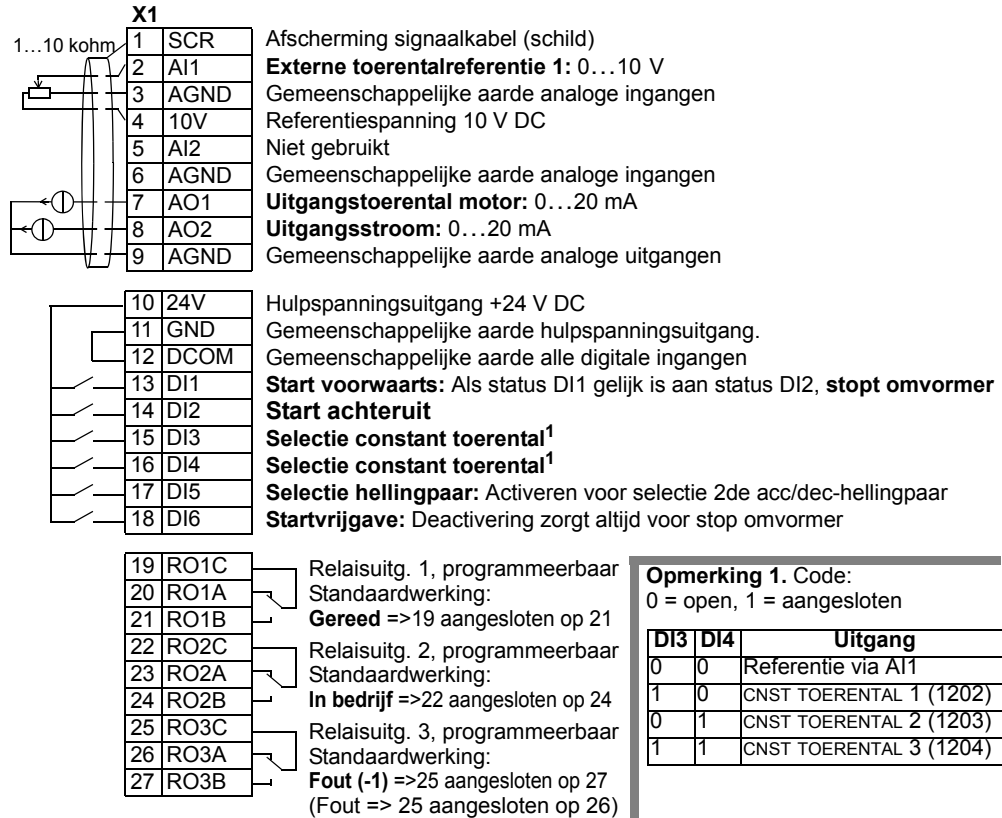 X1
1…10 kohm
1 SCR Afscherming signaalkabel (schild)
2 AI1 Externe toerentalreferentie 1: 0…10 V
3 AGND Gemeenschappelijke aarde analoge ingangen
4 10V Referentiespanning 10 V DC
5 AI2 Niet gebruikt
6 AGND Gemeenschappelijke aarde analoge ingangen
7 AO1 Uitgangstoerental motor: 0…20 mA
8 AO2 Uitgangsstroom: 0…20 mA
9 AGND Gemeenschappelijke aarde analoge uitgangen
10 24V Hulpspanningsuitgang +24 V DC
11 GND Gemeenschappelijke aarde hulpspanningsuitgang.
12 DCOM Gemeenschappelijke aarde alle digitale ingangen
13 DI1 Start voorwaarts: Als status DI1 gelijk is aan status DI2, stopt omvormer
14 DI2 Start achteruit
15 DI3 Selectie constant toerental1
16 DI4 Selectie constant toerental1
17 DI5 Selectie hellingpaar: Activeren voor selectie 2de acc/dec-hellingpaar
18 DI6 Startvrijgave: Deactivering zorgt altijd voor stop omvormer
19 RO1C Relaisuitg. 1, programmeerbaar
20 RO1A Standaardwerking:
21 RO1B Gereed =>19 aangesloten op 21
22 RO2C Relaisuitg. 2, programmeerbaar
23 RO2A Standaardwerking:
24 RO2B In bedrijf =>22 aangesloten op 24
25 RO3C Relaisuitg. 3, programmeerbaar
26 RO3A Standaardwerking:
27 RO3B Fout (-1) =>25 aangesloten op 27
(Fout => 25 aangesloten op 26)
Opmerking 1. Code:
0 = open, 1 = aangesloten
DI3 DI4 Uitgang
0 0 Referentie via AI1
1 0 CNST TOERENTAL 1 (1202)
0 1 CNST TOERENTAL 2 (1203)
1 1 CNST TOERENTAL 3 (1204)